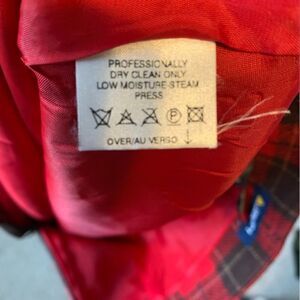 PROFESSIONALLY
DRY CLEAN ONLY
LOW MOISTURE STEAM
PRESS
P
OVER/AU VERSO ↓